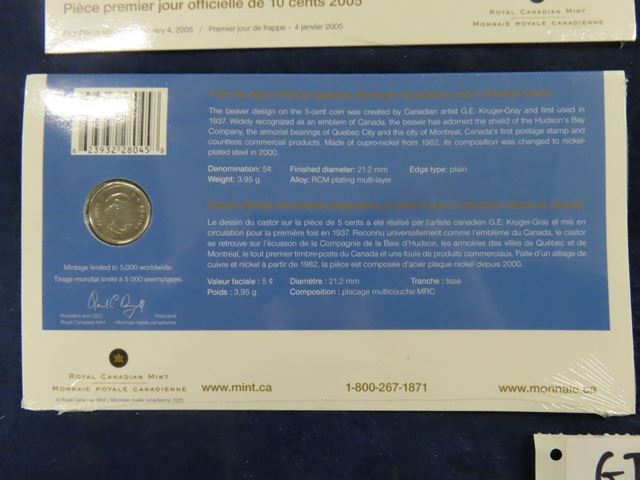 Pièce premier jour officielle de 10 cents 2005
4, 2005 / Premier jour de frappe – 4 janvier 2005
ROYAL CANADIAN MINT
MONNAIE ROYALE CANADIENNE
6 23932 28045 8
The beaver design on the 5-cent coin was created by Canadian artist G.E. Kruger-Gray and first used in
1937. Widely recognized as an emblem of Canada, the beaver has adorned the shield of the Hudson's Bay
Company, the armorial bearings of Quebec City and the city of Montreal, Canada's first postage stamp and
countless commercial products. Made of cupro-nickel from 1982, its composition was changed to nickel-
plated steel in 2000.
Denomination: 5¢ Finished diameter: 21.2 mm Edge type: plain
Weight: 3.95 g Alloy: RCM plating multi-layer
Le dessin du castor sur la pièce de 5 cents a été réalisé par l'artiste canadien G.E. Kruger-Gray et mis en
circulation pour la première fois en 1937. Reconnu universellement comme l'emblème du Canada, le castor
se retrouve sur l'écusson de la Compagnie de la Baie d'Hudson, les armoiries des villes de Québec et de
Montréal, le tout premier timbre-poste du Canada et une foule de produits commerciaux. Faite d'un alliage de
cuivre et nickel à partir de 1982, la pièce est composée d'acier plaqué nickel depuis 2000.
Valeur faciale : 5 ¢ Diamètre : 21,2 mm Tranche : lisse
Poids : 3,95 g Composition : placage multicouche MRC
Mintage limited to 5,000 worldwide.
Tirage mondial limité à 5 000 exemplaires.
President and CEO Président
Royal Canadian Mint Monnaie royale canadienne
ROYAL CANADIAN MINT
MONNAIE ROYALE CANADIENNE
© Royal Canadian Mint / Monnaie royale canadienne 2005
www.mint.ca 1-800-267-1871 www.monnaie.ca